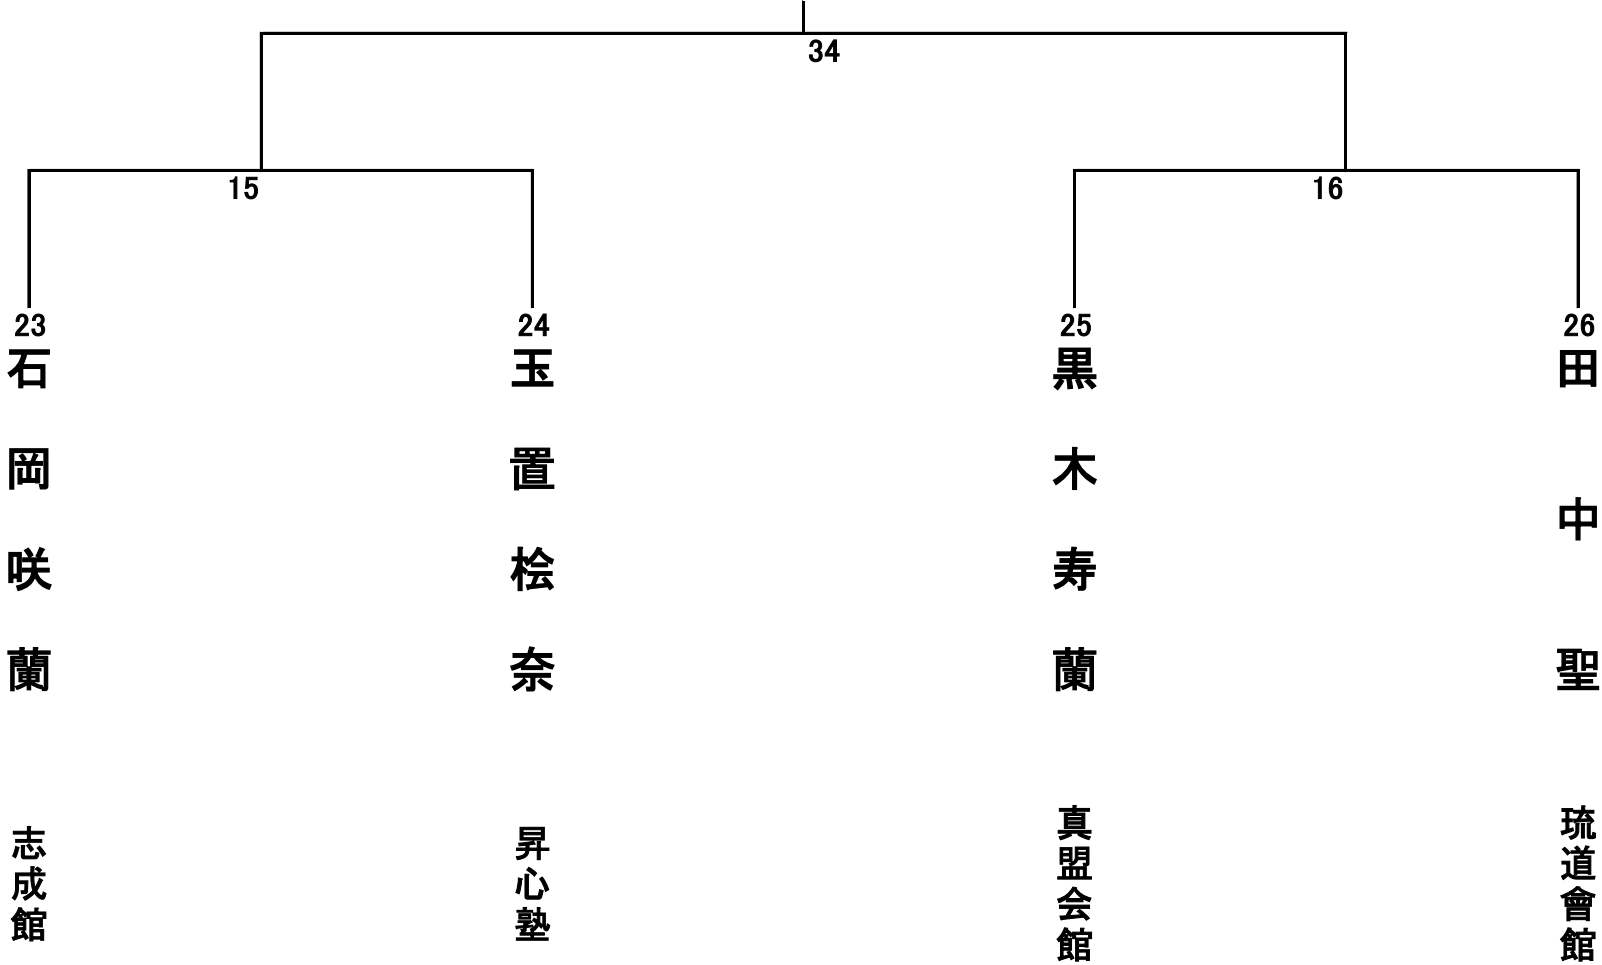 34
15
16
23
24
25
26
石岡咲蘭
玉置桧奈
黒木寿蘭
田中聖
志成館
昇心塾
真盟会館
琉道會館